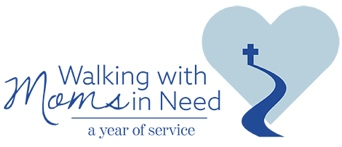 Walking with
Moms in Need
a year of service